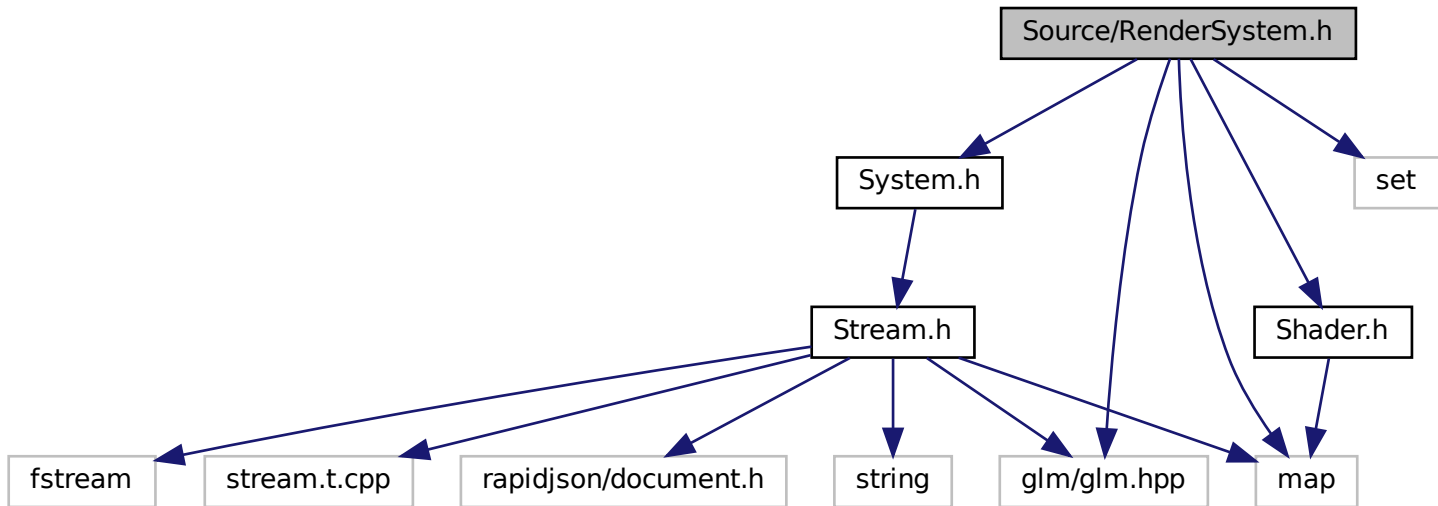 Source/RenderSystem.h
System.h
set
Stream.h
Shader.h
fstream
stream.t.cpp
rapidjson/document.h
string
glm/glm.hpp
map